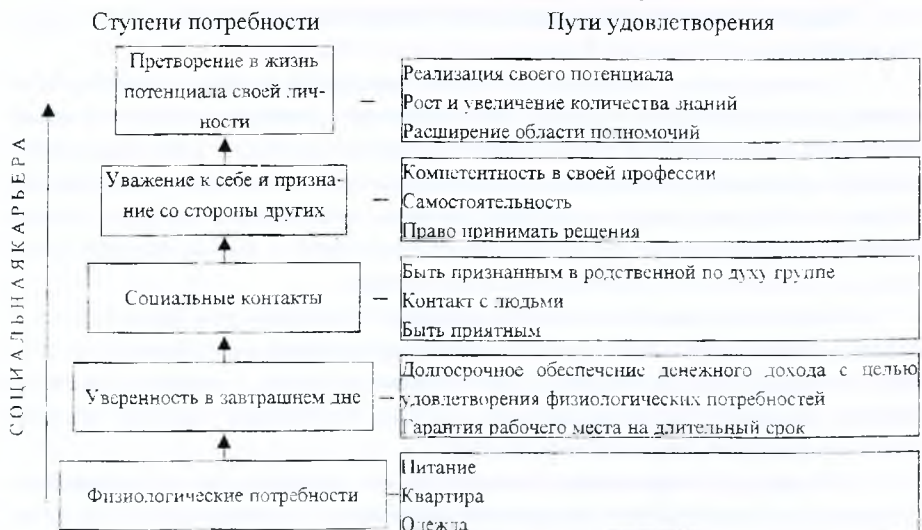 Ступени потребности
Пути удовлетворения
СОЦИАЛЬНАЯ КАРЬЕРА
Претворение в жизнь
потенциала своей лич-
ности
Реализация своего потенциала
Рост и увеличение количества знаний
Расширение области полномочий
Уважение к себе и призна-
ние со стороны других
Компетентность в своей профессии
Самостоятельность
Право принимать решения
Социальные контакты
Быть признанным в родственной по духу группе
Контакт с людьми
Быть приятным
Уверенность в завтрашнем дне
Долгосрочное обеспечение денежного дохода с целью
удовлетворения физиологических потребностей
Гарантия рабочего места на длительный срок
Физиологические потребности
Питание
Квартира
Одежда